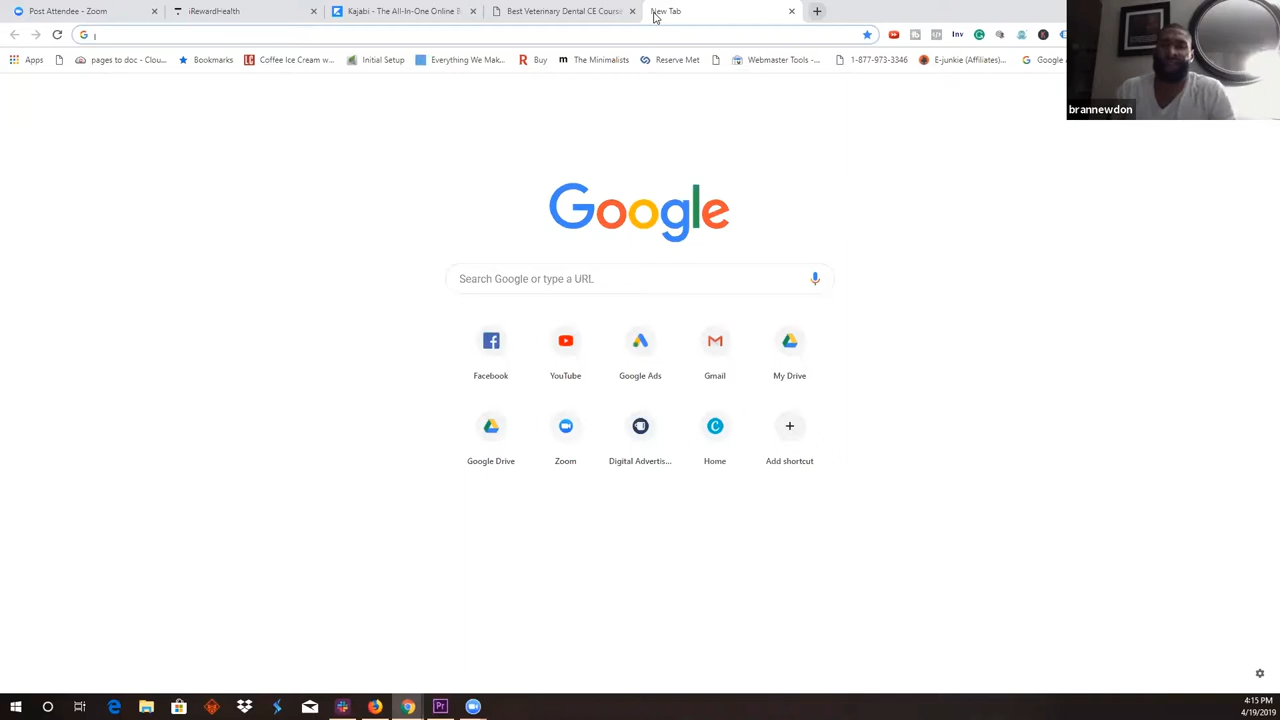 Post Attendee - Zoom
iRewardHealth
Kajabi - The All-In-One Online B
Best Veterinary Dental CE Course
New Tab
Apps
pages to doc - Clou...
Bookmarks
Coffee Ice Cream w...
Initial Setup
Everything We Mak...
Buy
The Minimalists
Reserve Met
Webmaster Tools -...
1-877-973-3346
E-junkie (Affiliates)...
Google A
Inv
brannewdon
Google
Search Google or type a URL
Facebook
YouTube
Google Ads
Gmail
My Drive
Google Drive
Zoom
Digital Advertis...
Home
Add shortcut
4:15 PM
4/19/2019